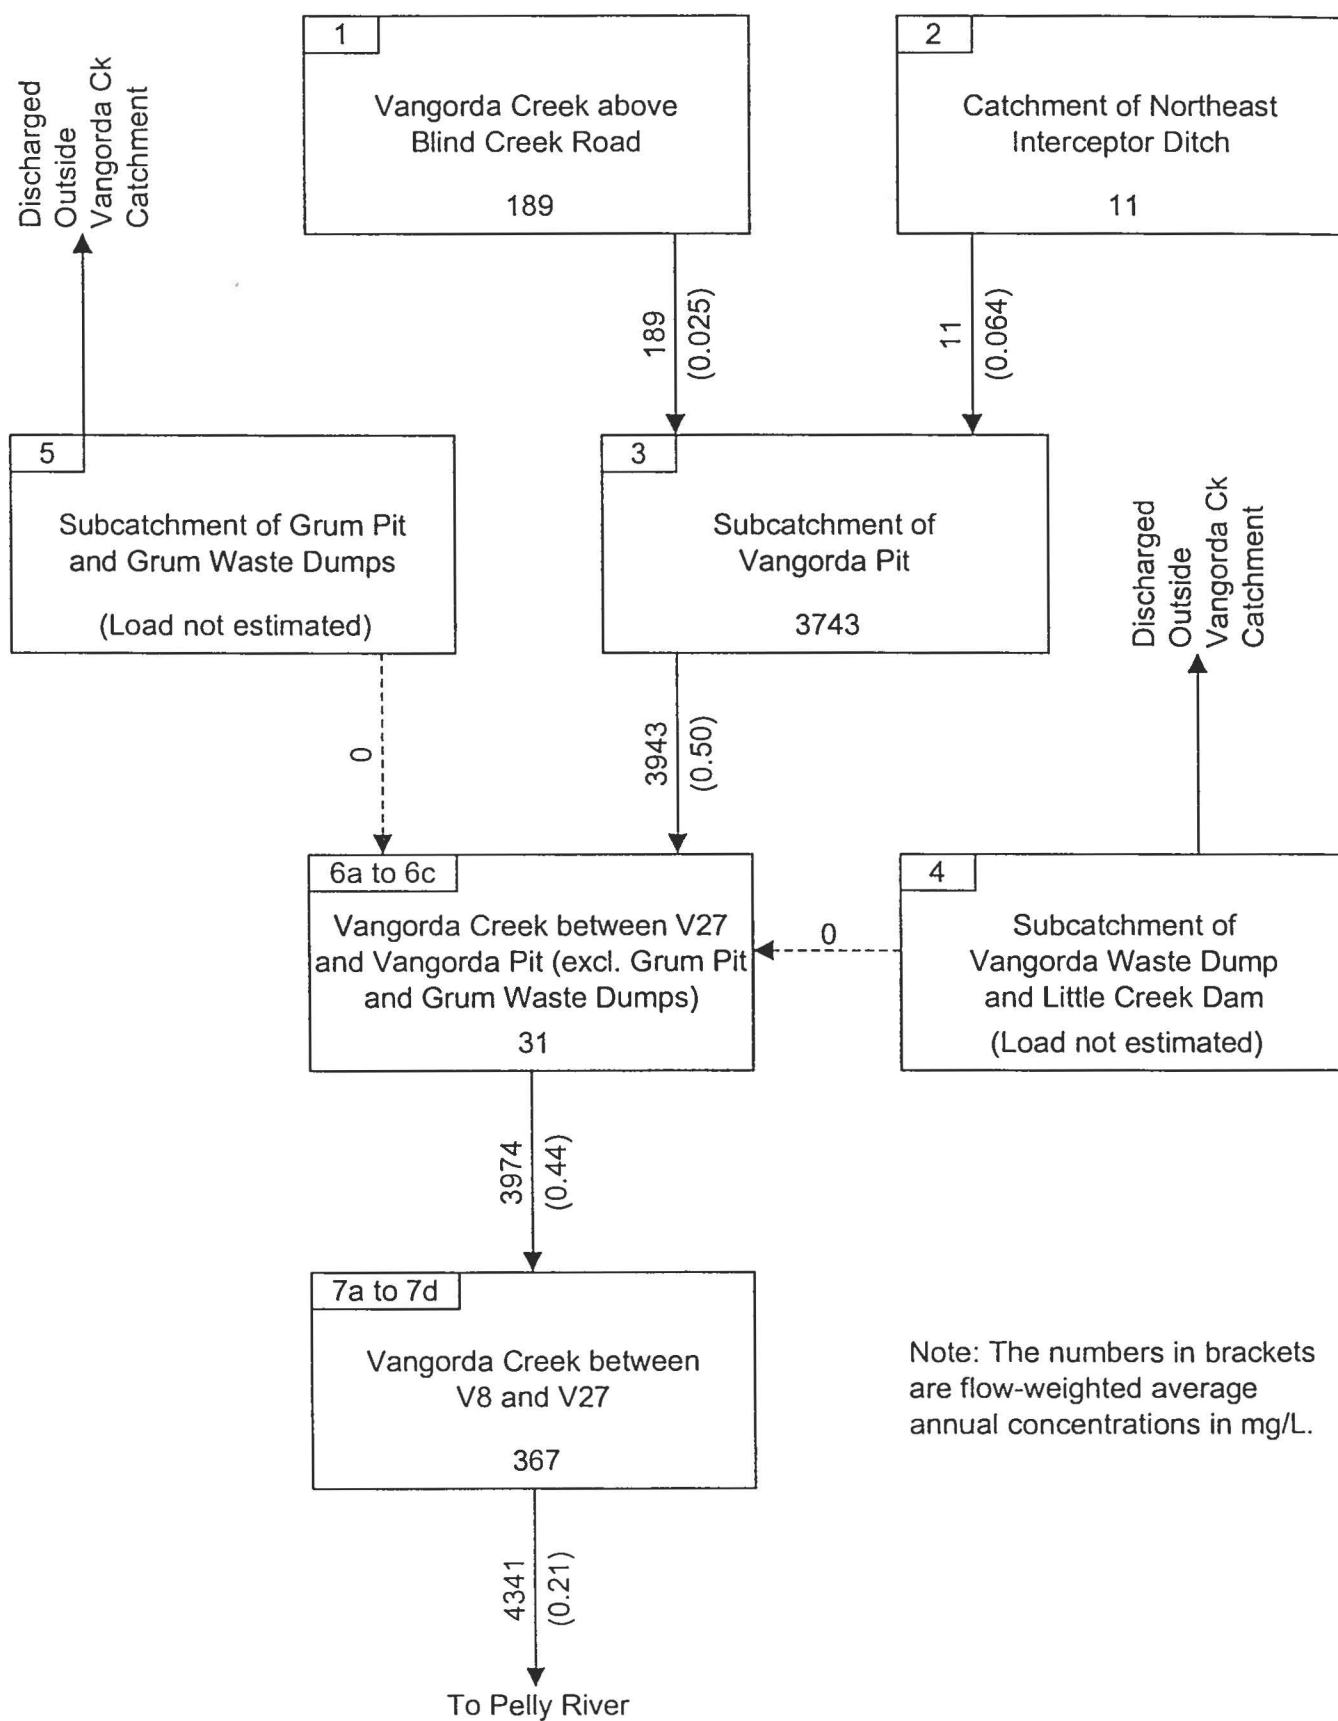 1
Vangorda Creek above
Blind Creek Road
189
2
Catchment of Northeast
Interceptor Ditch
11
Discharged
Outside
Vangorda Ck
Catchment
189
(0.025)
11
(0.064)
5
Subcatchment of Grum Pit
and Grum Waste Dumps
(Load not estimated)
3
Subcatchment of
Vangorda Pit
3743
Discharged
Outside
Vangorda Ck
Catchment
0
3943
(0.50)
6a to 6c
Vangorda Creek between V27
and Vangorda Pit (excl. Grum Pit
and Grum Waste Dumps)
31
0
4
Subcatchment of
Vangorda Waste Dump
and Little Creek Dam
(Load not estimated)
3974
(0.44)
7a to 7d
Vangorda Creek between
V8 and V27
367
Note: The numbers in brackets
are flow-weighted average
annual concentrations in mg/L.
4341
(0.21)
To Pelly River